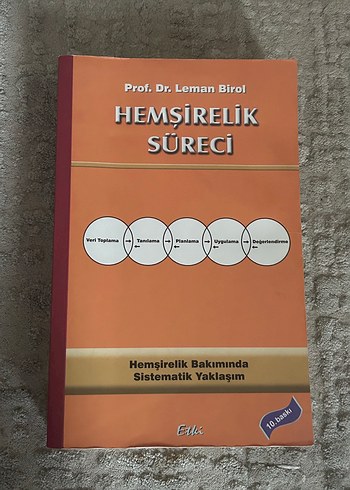 Prof. Dr. Leman Birol
HEMŞİRELİK
SÜRECİ
Veri Toplama
Tanılama
Planlama
Uygulama
Değerlendirme
Hemşirelik Bakımında
Sistematik Yaklaşım
10.baskı
Etki